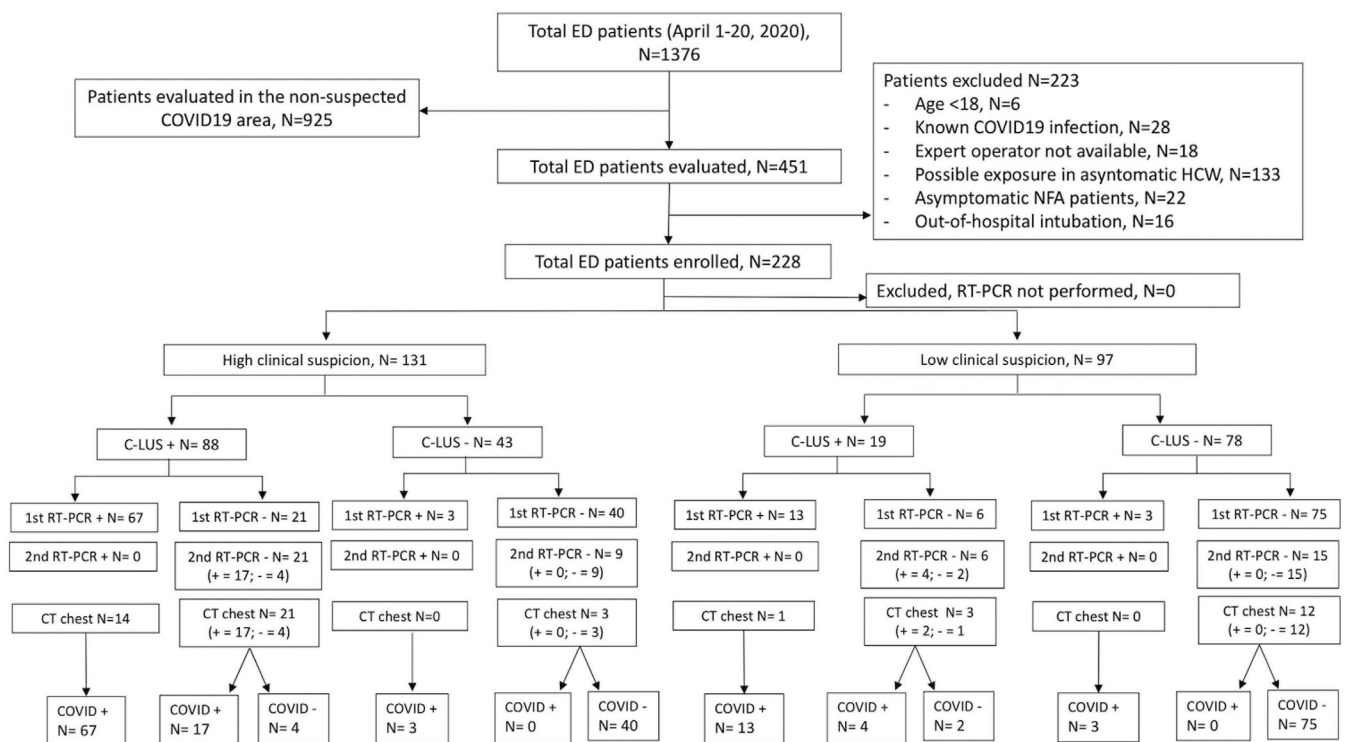 Total ED patients (April 1-20, 2020),
N=1376
Patients evaluated in the non-suspected
COVID19 area, N=925
Patients excluded N=223
- Age <18, N=6
- Known COVID19 infection, N=28
- Expert operator not available, N=18
- Possible exposure in asyntomatic HCW, N=133
- Asymptomatic NFA patients, N=22
- Out-of-hospital intubation, N=16
Total ED patients evaluated, N=451
Total ED patients enrolled, N=228
Excluded, RT-PCR not performed, N=0
High clinical suspicion, N= 131
Low clinical suspicion, N= 97
C-LUS + N= 88
C-LUS - N= 43
C-LUS + N= 19
C-LUS - N= 78
1st RT-PCR + N= 67
1st RT-PCR - N= 21
1st RT-PCR + N= 3
1st RT-PCR - N= 40
1st RT-PCR + N= 13
1st RT-PCR - N= 6
1st RT-PCR + N= 3
1st RT-PCR - N= 75
2nd RT-PCR + N= 0
2nd RT-PCR - N= 21
(+ = 17; - = 4)
2nd RT-PCR + N= 0
2nd RT-PCR - N= 9
(+ = 0; -= 9)
2nd RT-PCR + N= 0
2nd RT-PCR - N= 6
(+ = 4; -= 2)
2nd RT-PCR + N= 0
2nd RT-PCR - N= 15
(+ =0; -= 15)
CT chest N=14
CT chest N= 21
(+ =17; - = 4)
CT chest N=0
CT chest N= 3
(+ =0; - = 3)
CT chest N= 1
CT chest N= 3
(+ = 2; - = 1)
CT chest N= 0
CT chest N= 12
(+ =0; - = 12)
COVID +
N= 67
COVID +
N= 17
COVID -
N= 4
COVID +
N= 3
COVID +
N= 0
COVID -
N= 40
COVID +
N= 13
COVID +
N= 4
COVID -
N= 2
COVID +
N= 3
COVID +
N= 0
COVID -
N= 75